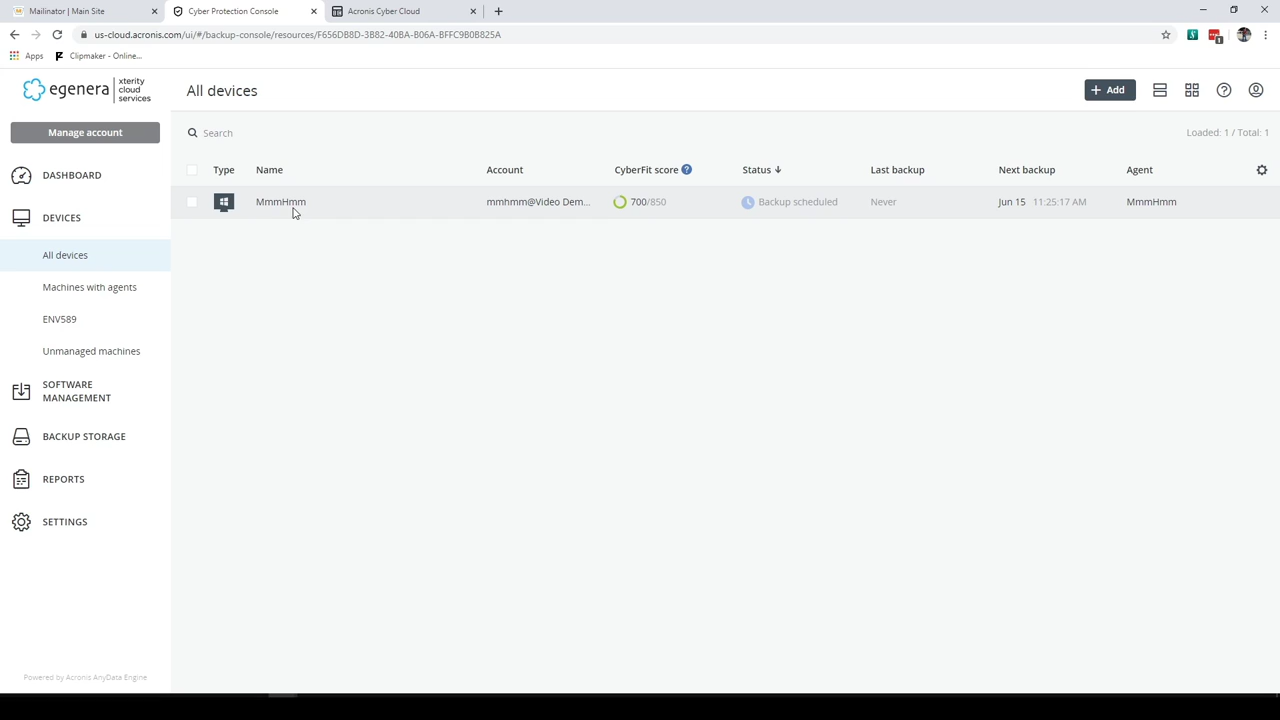 Mailinator | Main Site
Cyber Protection Console
Acronis Cyber Cloud
us-cloud.acronis.com/ui/#/backup-console/resources/F656DB8D-3B82-40BA-B06A-BFFC9B0B825A
1
Apps
Clipmaker - Online...
egenera
xterity
cloud
services
All devices
Add
Manage account
Search
Loaded: 1 / Total: 1
Type Name Account CyberFit score Status Last backup Next backup Agent
MmmHmm mmhmm@Video Dem... 700/850 Backup scheduled Never Jun 15 11:25:17 AM MmmHmm
DASHBOARD
DEVICES
All devices
Machines with agents
ENV589
Unmanaged machines
SOFTWARE
MANAGEMENT
BACKUP STORAGE
REPORTS
SETTINGS
Powered by Acronis AnyData Engine